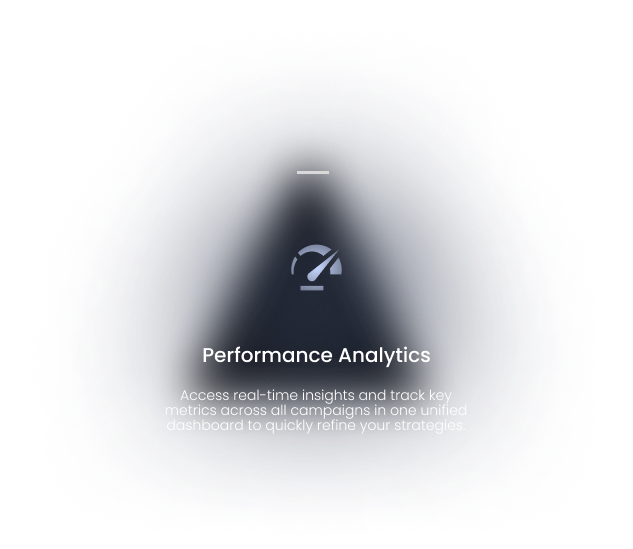 Performance Analytics
Access real-time insights and track key
metrics across all campaigns in one unified
dashboard to quickly refine your strategies.